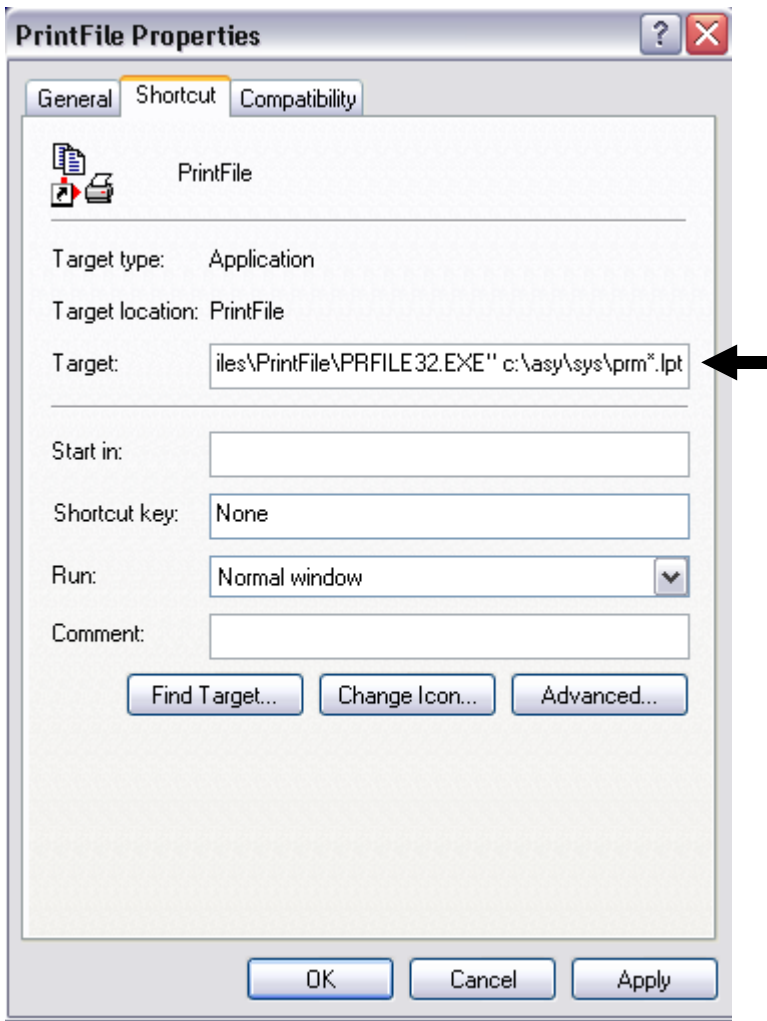 PrintFile Properties
General Shortcut Compatibility
PrintFile
Target type: Application
Target location: PrintFile
Target: iles\PrintFile\PRFILE32.EXE" c:\asy\sys\prm*.lpt
Start in:
Shortcut key: None
Run: Normal window
Comment:
Find Target... Change Icon... Advanced...
OK Cancel Apply